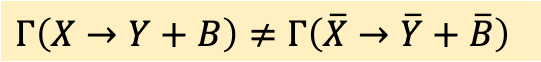 Γ(X → Y + B) ≠ Γ(X̄ → Ȳ + B̄)